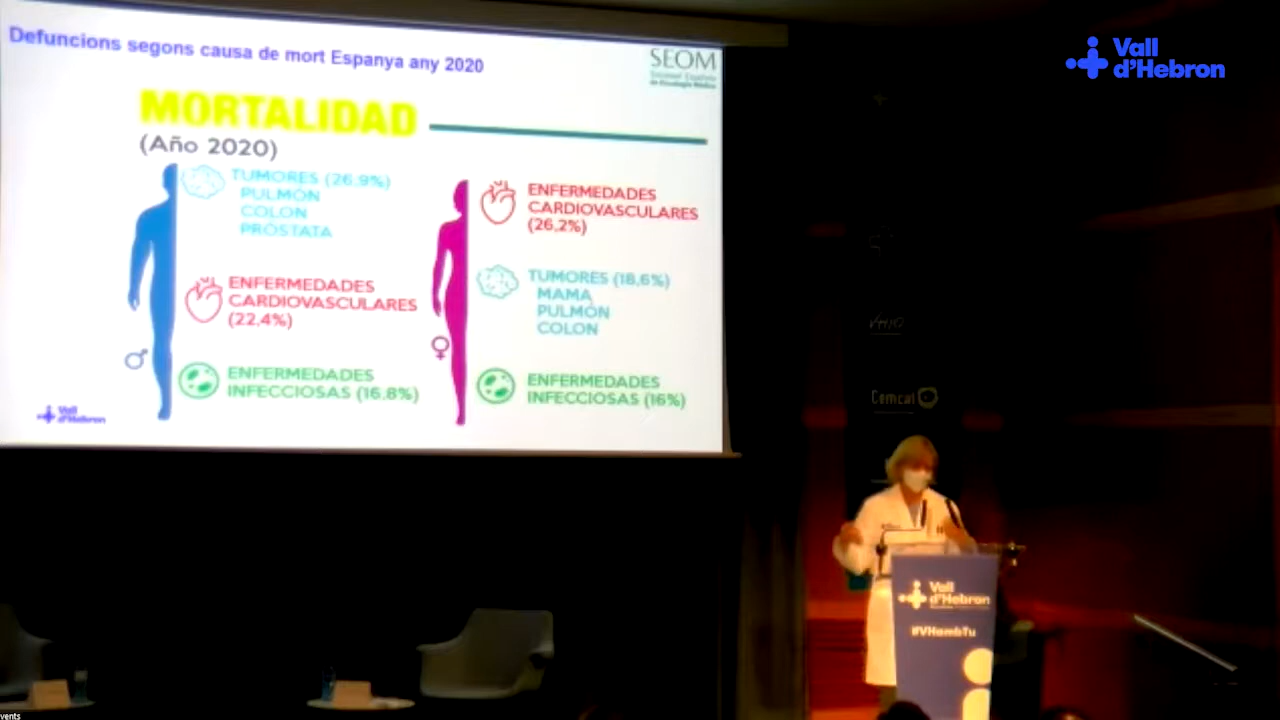 Defuncions segons causa de mort Espanya any 2020
SEOM
MORTALIDAD
(Año 2020)
TUMORES (26.9%)
PULMÓN
COLON
PRÓSTATA
ENFERMEDADES
CARDIOVASCULARES
(22,4%)
ENFERMEDADES
INFECCIOSAS (16.8%)
ENFERMEDADES
CARDIOVASCULARES
(26,2%)
TUMORES (18,6%)
MAMA
PULMÓN
COLON
ENFERMEDADES
INFECCIOSAS (16%)
Vall
d'Hebron
Vall
d'Hebron
VHIO
Cemcat
Vall
d'Hebron
#VHambTu
vents